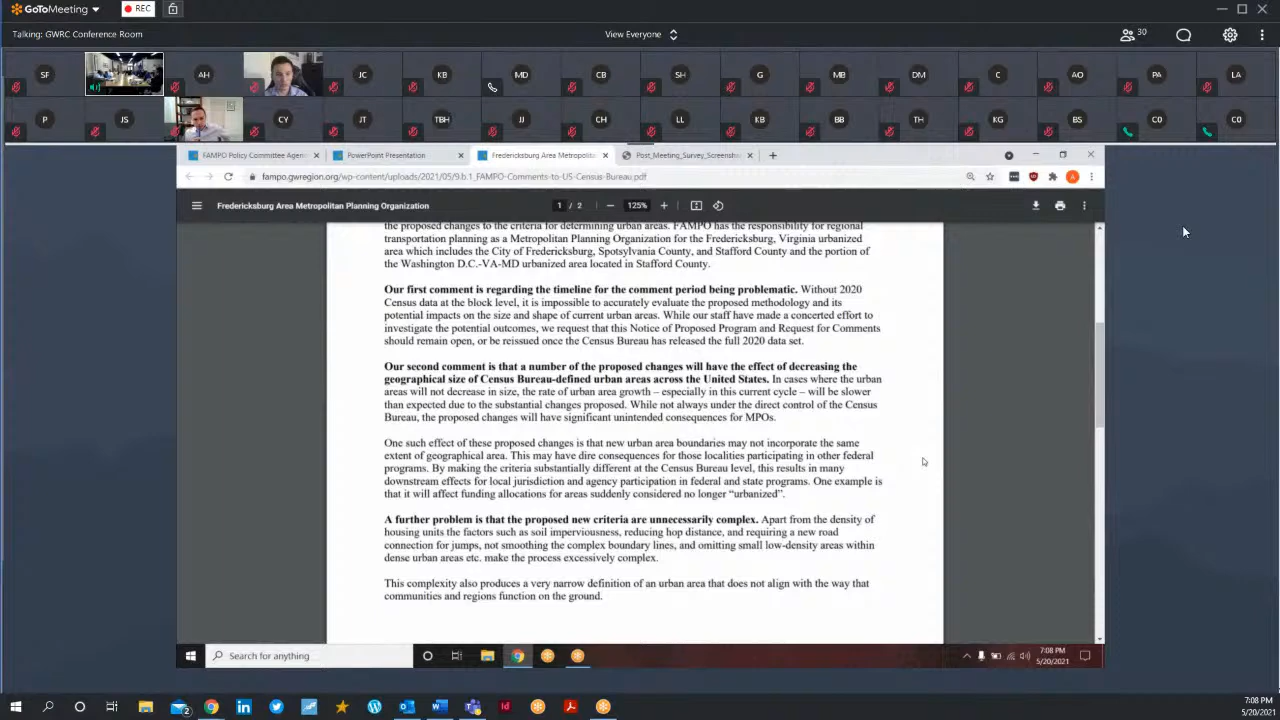 GoToMeeting
REC
Talking: GWRC Conference Room
View Everyone
30
SF
AH
JC
KB
MD
CB
SH
G
MB
DM
C
AO
PA
LA
P
JS
CY
JT
TBH
JJ
CH
LL
KB
BB
TH
KG
BS
C0
C0
FAMPO Policy Committee Agen
PowerPoint Presentation
Fredericksburg Area Metropolita
Post_Meeting_Survey_Screensho
fampo.gwregion.org/wp-content/uploads/2021/05/9.b.1_FAMPO-Comments-to-US-Census-Bureau.pdf
A
Fredericksburg Area Metropolitan Planning Organization
1 / 2
125%
the proposed changes to the criteria for determining urban areas. FAMPO has the responsibility for regional
transportation planning as a Metropolitan Planning Organization for the Fredericksburg, Virginia urbanized
area which includes the City of Fredericksburg, Spotsylvania County, and Stafford County and the portion of
the Washington D.C.-VA-MD urbanized area located in Stafford County.
Our first comment is regarding the timeline for the comment period being problematic. Without 2020
Census data at the block level, it is impossible to accurately evaluate the proposed methodology and its
potential impacts on the size and shape of current urban areas. While our staff have made a concerted effort to
investigate the potential outcomes, we request that this Notice of Proposed Program and Request for Comments
should remain open, or be reissued once the Census Bureau has released the full 2020 data set.
Our second comment is that a number of the proposed changes will have the effect of decreasing the
geographical size of Census Bureau-defined urban areas across the United States. In cases where the urban
areas will not decrease in size, the rate of urban area growth – especially in this current cycle – will be slower
than expected due to the substantial changes proposed. While not always under the direct control of the Census
Bureau, the proposed changes will have significant unintended consequences for MPOs.
One such effect of these proposed changes is that new urban area boundaries may not incorporate the same
extent of geographical area. This may have dire consequences for those localities participating in other federal
programs. By making the criteria substantially different at the Census Bureau level, this results in many
downstream effects for local jurisdiction and agency participation in federal and state programs. One example is
that it will affect funding allocations for areas suddenly considered no longer “urbanized”.
A further problem is that the proposed new criteria are unnecessarily complex. Apart from the density of
housing units the factors such as soil imperviousness, reducing hop distance, and requiring a new road
connection for jumps, not smoothing the complex boundary lines, and omitting small low-density areas within
dense urban areas etc. make the process excessively complex.
This complexity also produces a very narrow definition of an urban area that does not align with the way that
communities and regions function on the ground.
Search for anything
7:08 PM
5/20/2021
2
Id
7:08 PM
5/20/2021